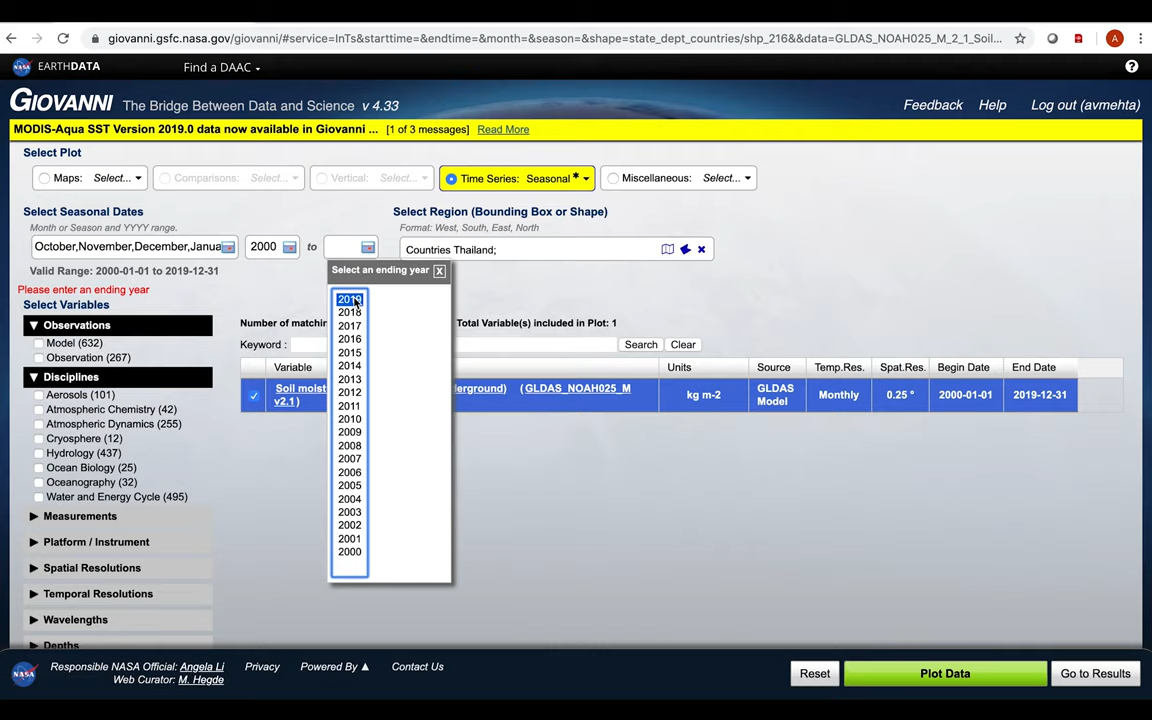 giovanni.gsfc.nasa.gov/giovanni/#service=InTs&starttime=&endtime=&month=&season=&shape=state_dept_countries/shp_216&&data=GLDAS_NOAH025_M_2_1_Soil...
A
NASA EARTHDATA Find a DAAC
?
GIOVANNI The Bridge Between Data and Science v 4.33
Feedback Help Log out (avmehta)
MODIS-Aqua SST Version 2019.0 data now available in Giovanni ... [1 of 3 messages] Read More
Select Plot
Maps: Select... Comparisons: Select... Vertical: Select... Time Series: Seasonal * Miscellaneous: Select...
Select Seasonal Dates
Select Region (Bounding Box or Shape)
Month or Season and YYYY range.
Format: West, South, East, North
October,November,December,Janua 2000 to
Countries Thailand;
Valid Range: 2000-01-01 to 2019-12-31
Please enter an ending year
Select an ending year X
2019
2018
2017
2016
2015
2014
2013
2012
2011
2010
2009
2008
2007
2006
2005
2004
2003
2002
2001
2000
Select Variables
Observations
Model (632)
Observation (267)
Disciplines
Aerosols (101)
Atmospheric Chemistry (42)
Atmospheric Dynamics (255)
Cryosphere (12)
Hydrology (437)
Ocean Biology (25)
Oceanography (32)
Water and Energy Cycle (495)
Measurements
Platform / Instrument
Spatial Resolutions
Temporal Resolutions
Wavelengths
Depths
Number of matchin Total Variable(s) included in Plot: 1
Keyword : Search Clear
Variable Units Source Temp.Res. Spat.Res. Begin Date End Date
Soil moist erground) (GLDAS_NOAH025_M
v2.1)
kg m-2
GLDAS
Model
Monthly 0.25 ° 2000-01-01 2019-12-31
NASA
Responsible NASA Official: Angela Li Privacy Powered By Contact Us
Web Curator: M. Hegde
Reset Plot Data Go to Results